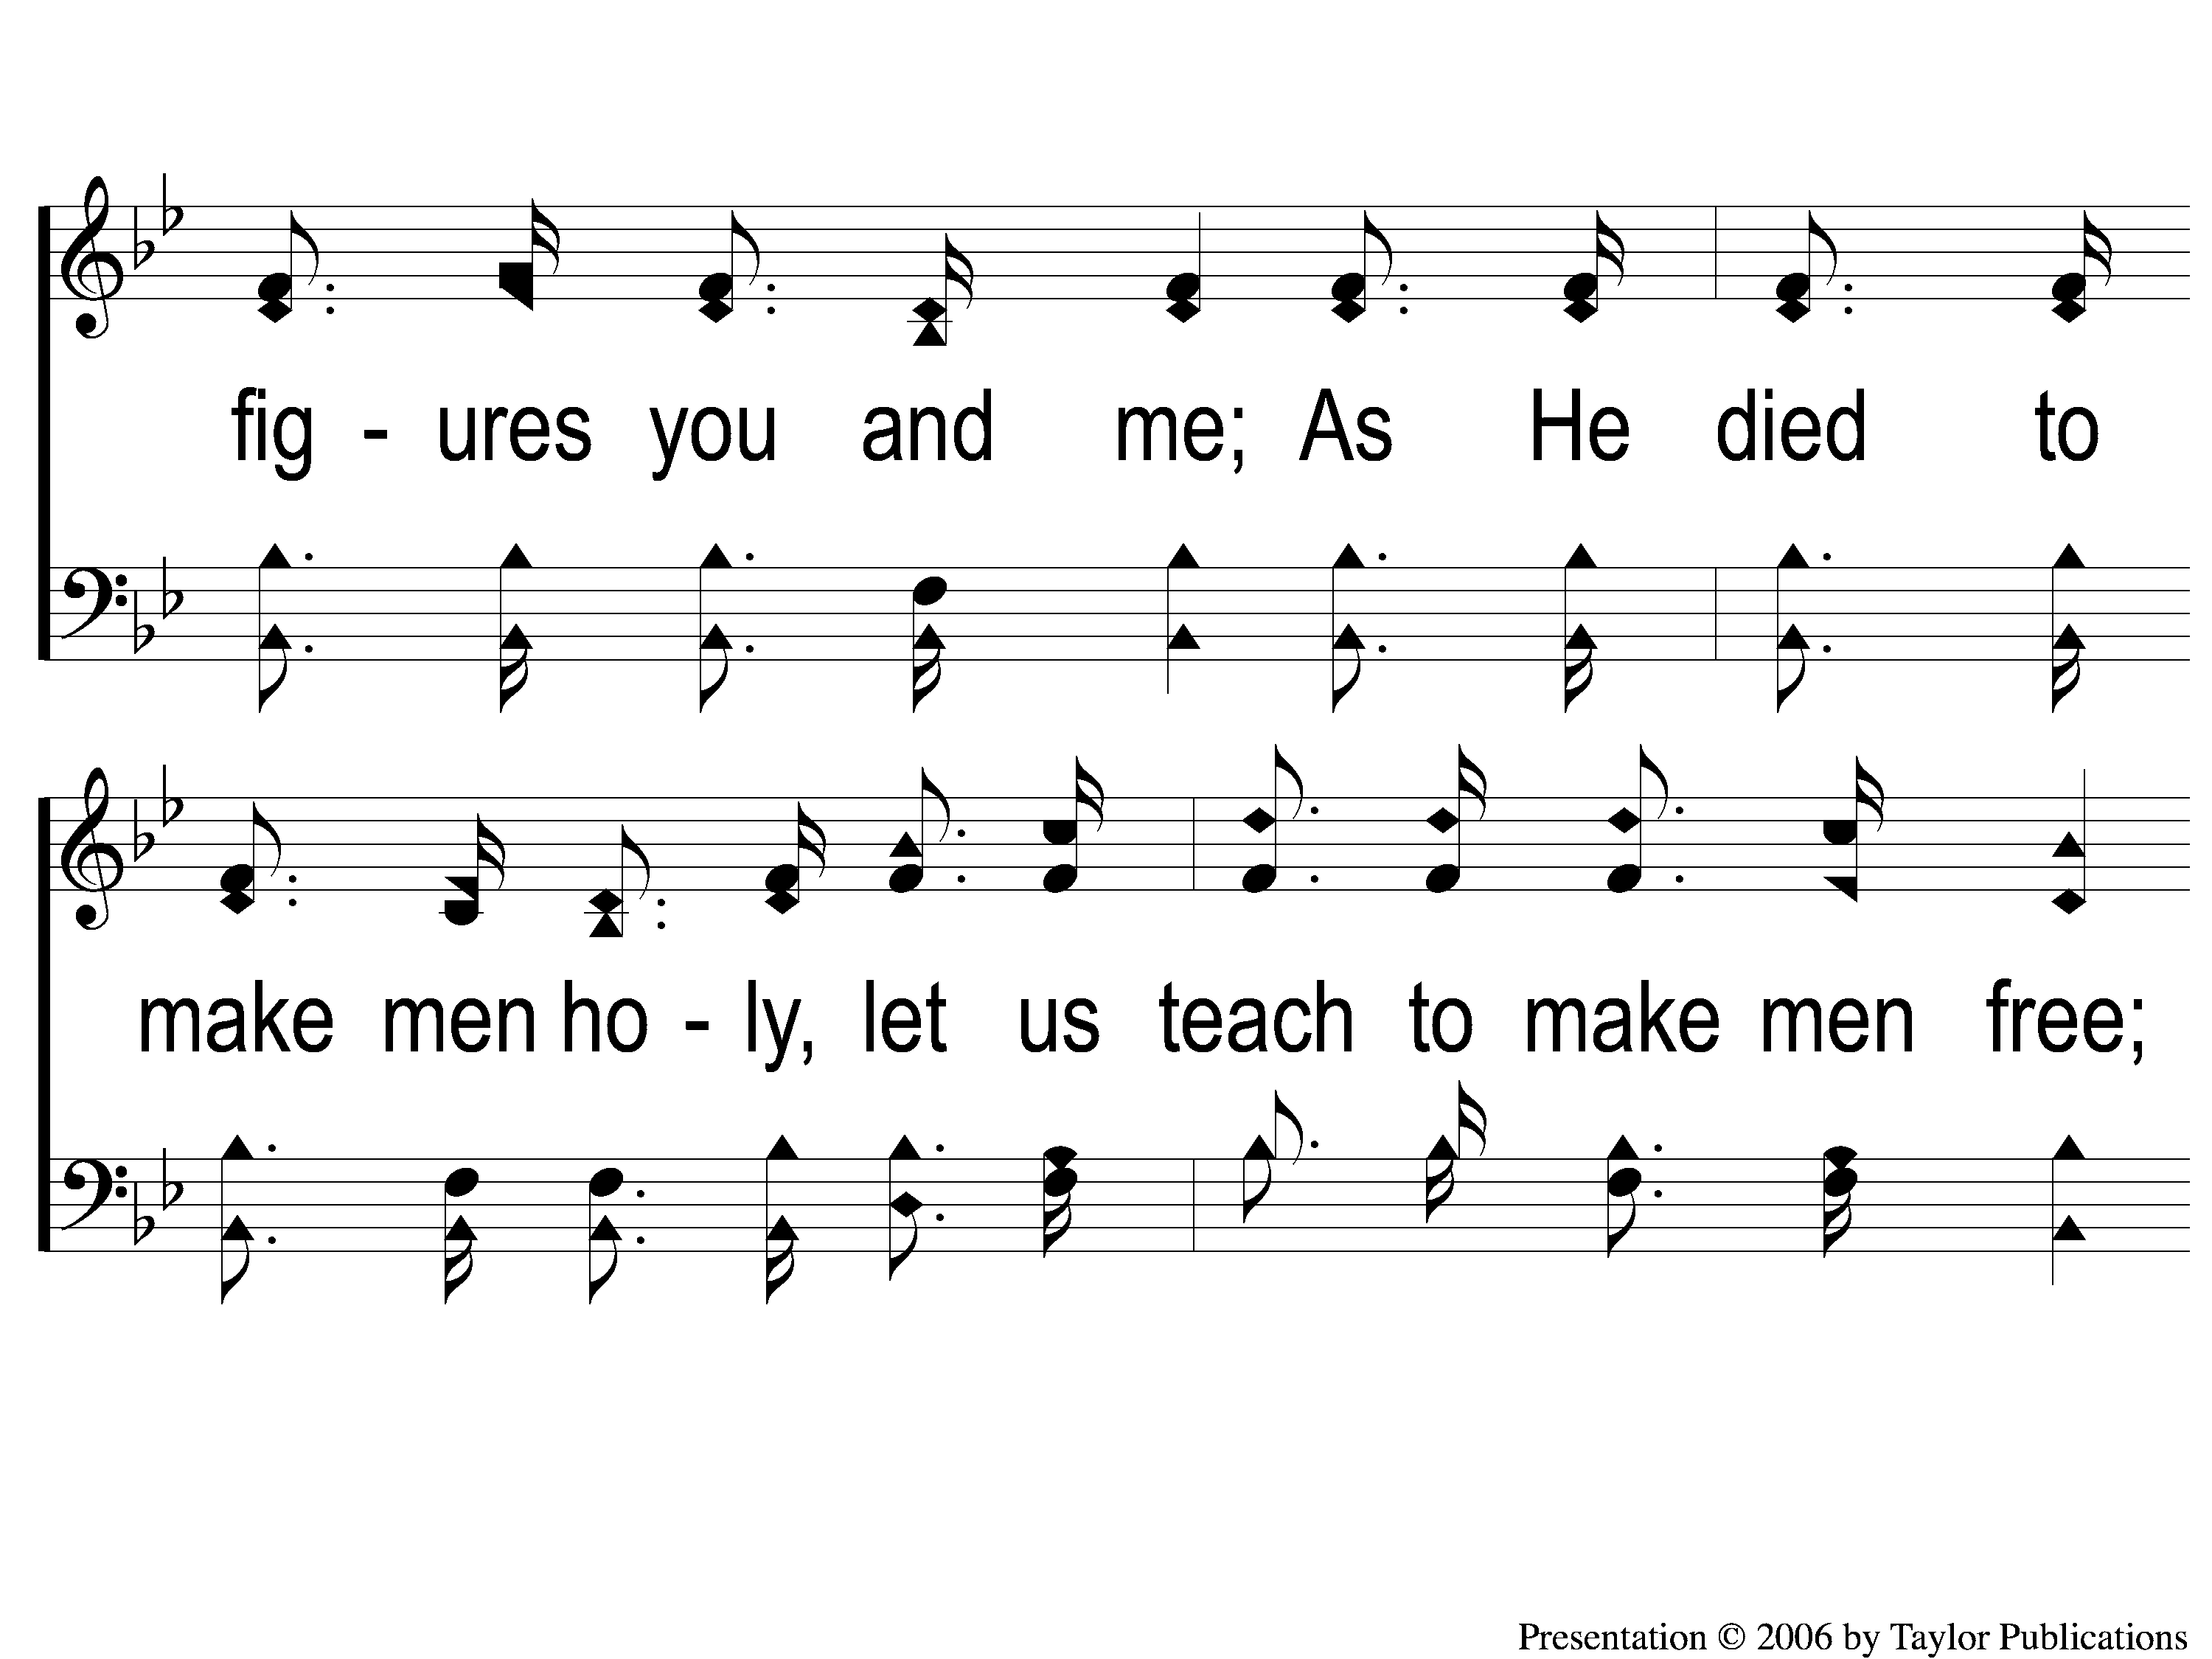 fig - ures you and me; As He died to
make men ho - ly, let us teach to make men free;
Presentation © 2006 by Taylor Publications